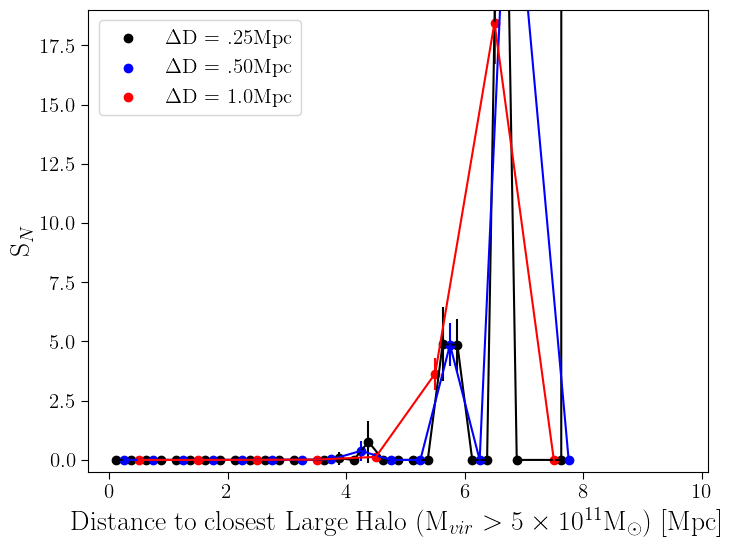 ΔD = .25Mpc
ΔD = .50Mpc
ΔD = 1.0Mpc
17.5
15.0
12.5
10.0
7.5
5.0
2.5
0.0
S_N
0 2 4 6 8 10
Distance to closest Large Halo (M_vir > 5 × 10^11 M_⊙) [Mpc]